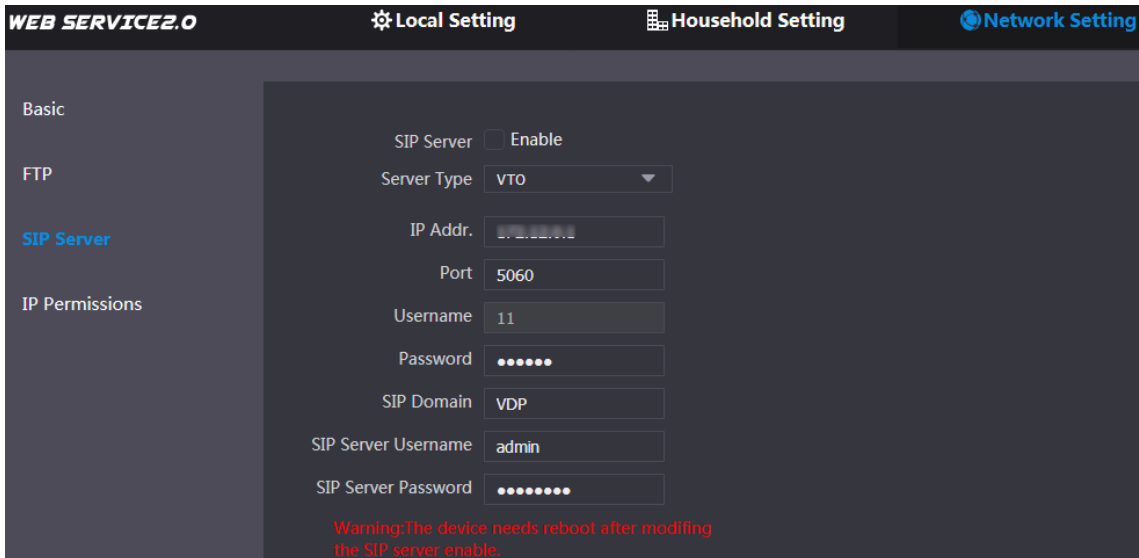 WEB SERVICE2.0
Local Setting
Household Setting
Network Setting
Basic
FTP
SIP Server
IP Permissions
SIP Server Enable
Server Type VTO
IP Addr.
Port 5060
Username 11
Password ●●●●●●
SIP Domain VDP
SIP Server Username admin
SIP Server Password ●●●●●●●●
Warning:The device needs reboot after modifing
the SIP server enable.